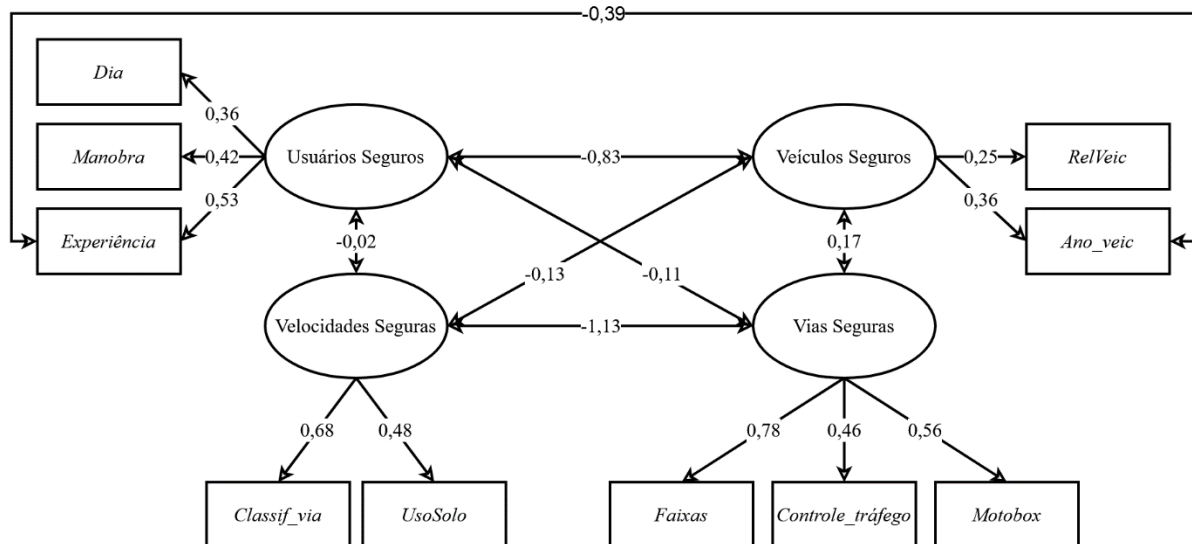 -0,39
Dia
0,36
Manobra
0,42
Usuários Seguros
-0,83
Veículos Seguros
0,25
RelVeic
0,53
0,36
Experiência
-0,02
0,17
Ano_veic
-0,13
-0,11
Velocidades Seguras
-1,13
Vias Seguras
0,68
0,48
0,78
0,46
0,56
Classif_via
UsoSolo
Faixas
Controle_tráfego
Motobox